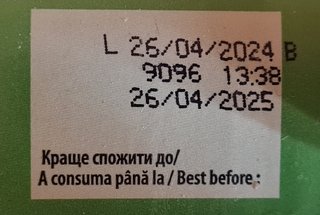 L 26/04/2024 B
9096 13:38
26/04/2025
Краще спожити до/
A consuma până la / Best before :